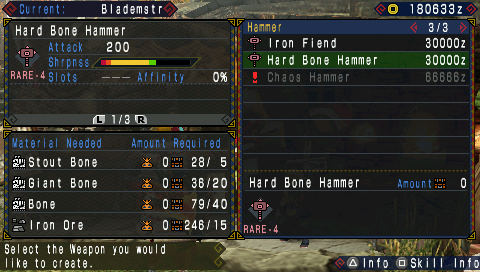 Current: Blademstr
180633z
Hard Bone Hammer
Attack 200
Shrpnss
RARE-4 Slots --- Affinity 0%
L 1/3 R
Material Needed Amount Required
Stout Bone 0 28/ 5
Giant Bone 0 36/20
Bone 0 79/40
Iron Ore 0 246/15
Select the Weapon you would
like to create.
Hammer 3/3
Iron Fiend 30000z
Hard Bone Hammer 30000z
Chaos Hammer 66666z
Hard Bone Hammer Amount 0
RARE-4
Info Skill Info